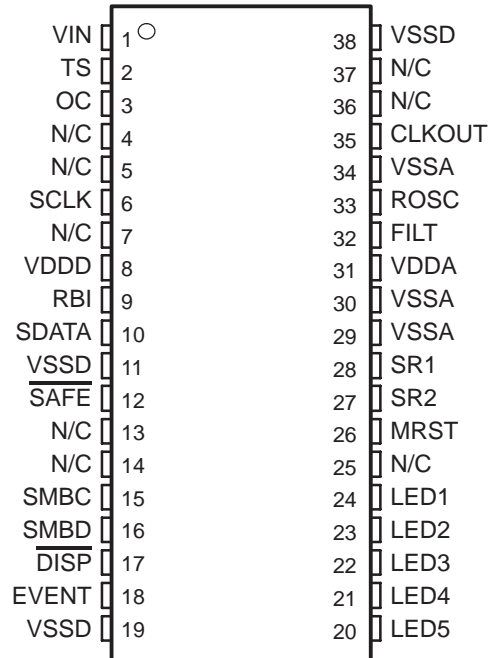 VIN 1 38 VSSD
TS 2 37 N/C
OC 3 36 N/C
N/C 4 35 CLKOUT
N/C 5 34 VSSA
SCLK 6 33 ROSC
N/C 7 32 FILT
VDDD 8 31 VDDA
RBI 9 30 VSSA
SDATA 10 29 VSSA
VSSD 11 28 SR1
SAFE 12 27 SR2
N/C 13 26 MRST
N/C 14 25 N/C
SMBC 15 24 LED1
SMBD 16 23 LED2
DISP 17 22 LED3
EVENT 18 21 LED4
VSSD 19 20 LED5